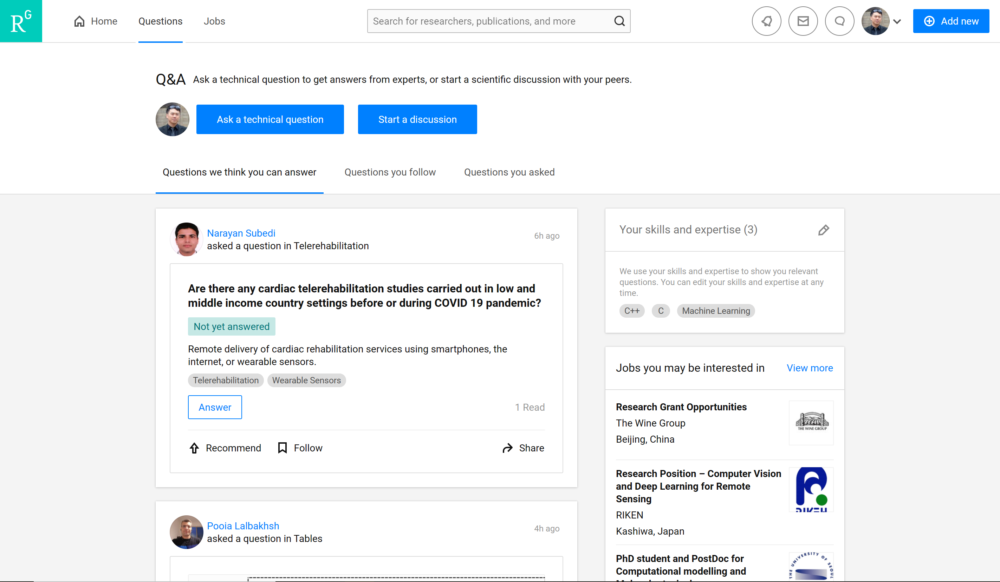 RG
Home
Questions
Jobs
Search for researchers, publications, and more
Add new
Q&A Ask a technical question to get answers from experts, or start a scientific discussion with your peers.
Ask a technical question
Start a discussion
Questions we think you can answer
Questions you follow
Questions you asked
Narayan Subedi
6h ago
asked a question in Telerehabilitation
Are there any cardiac telerehabilitation studies carried out in low and
middle income country settings before or during COVID 19 pandemic?
Not yet answered
Remote delivery of cardiac rehabilitation services using smartphones, the
internet, or wearable sensors.
Telerehabilitation
Wearable Sensors
Answer
1 Read
Recommend
Follow
Share
Pooia Lalbakhsh
4h ago
asked a question in Tables
Your skills and expertise (3)
We use your skills and expertise to show you relevant
questions. You can edit your skills and expertise at any
time.
C++
C
Machine Learning
Jobs you may be interested in
View more
Research Grant Opportunities
The Wine Group
Beijing, China
THE WINE GROUP
Research Position – Computer Vision
and Deep Learning for Remote
Sensing
RIKEN
Kashiwa, Japan
RIKEN
PhD student and PostDoc for
Computational modelling and
THE UNIVERSITY OF SEOUL